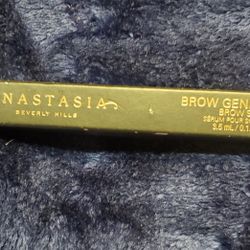 NASTASIA
BEVERLY HILLS
BROW GEN
BROW S
SÉRUM POUR S
3.5 mL / 0.1